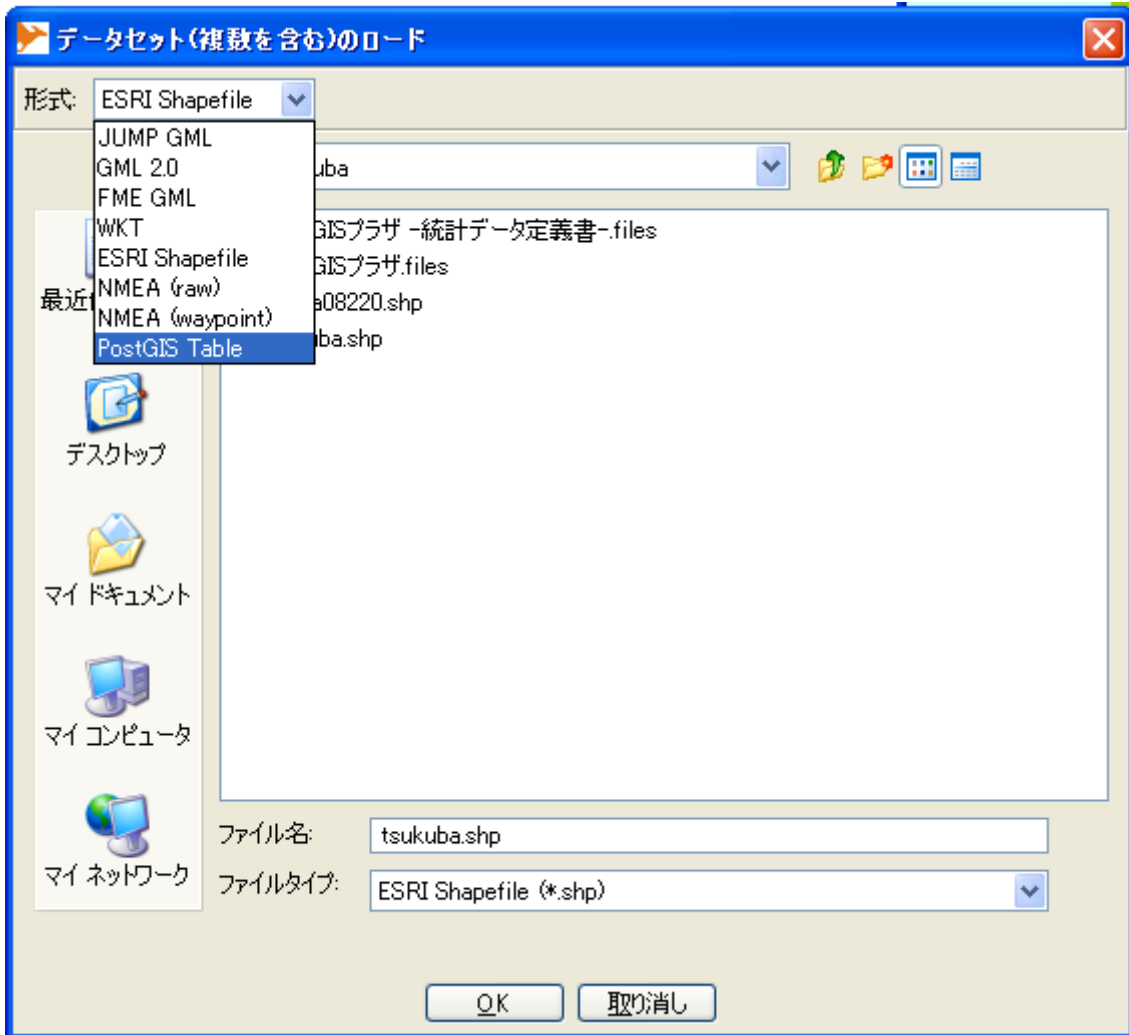 データセット(複数を含む)のロード
形式: ESRI Shapefile
JUMP GML
GML 2.0
FME GML
WKT
ESRI Shapefile
NMEA (raw)
NMEA (waypoint)
PostGIS Table
uba
GISプラザ -統計データ定義書-.files
GISプラザ.files
a08220.shp
uba.shp
最近
デスクトップ
マイ ドキュメント
マイ コンピュータ
マイ ネットワーク
ファイル名: tsukuba.shp
ファイルタイプ: ESRI Shapefile (*.shp)
OK 取り消し